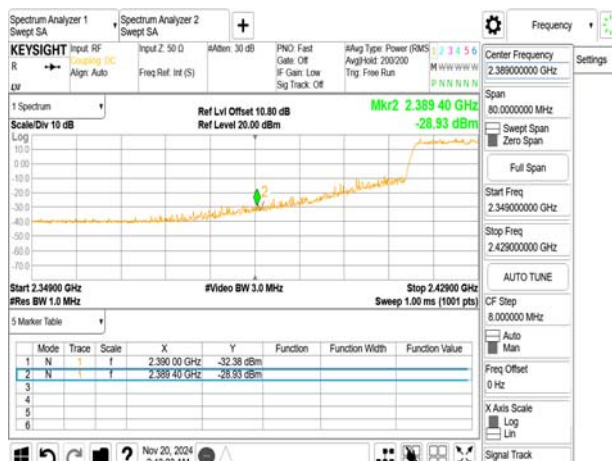 Spectrum Analyzer 1
Swept SA
Spectrum Analyzer 2
Swept SA
+
Frequency
KEYSIGHT
Input: RF
Coupling: DC
Align: Auto
Input Z: 50 Ω
Freq Ref: Int (S)
#Atten: 30 dB
PNO: Fast
Gate: Off
IF Gain: Low
Sig Track: Off
#Avg Type: Power (RMS
Avg|Hold: 200/200
Trig: Free Run
1 2 3 4 5 6
M W W W W W
P N N N N N
R
1 Spectrum
Scale/Div 10 dB
Ref Lvl Offset 10.80 dB
Ref Level 20.00 dBm
Mkr2 2.389 40 GHz
-28.93 dBm
Log
10.0
0.00
-10.0
-20.0
-30.0
-40.0
-50.0
-60.0
-70.0
2
Start 2.34900 GHz
#Res BW 1.0 MHz
#Video BW 3.0 MHz
Stop 2.42900 GHz
Sweep 1.00 ms (1001 pts)
5 Marker Table
Mode Trace Scale X Y Function Function Width Function Value
1 N 1 f 2.390 00 GHz -32.38 dBm
2 N 1 f 2.389 40 GHz -28.93 dBm
3
4
5
6
Nov 20, 2024
Center Frequency
2.389000000 GHz
Settings
Span
80.0000000 MHz
Swept Span
Zero Span
Full Span
Start Freq
2.349000000 GHz
Stop Freq
2.429000000 GHz
AUTO TUNE
CF Step
8.000000 MHz
Auto
Man
Freq Offset
0 Hz
X Axis Scale
Log
Lin
Signal Track